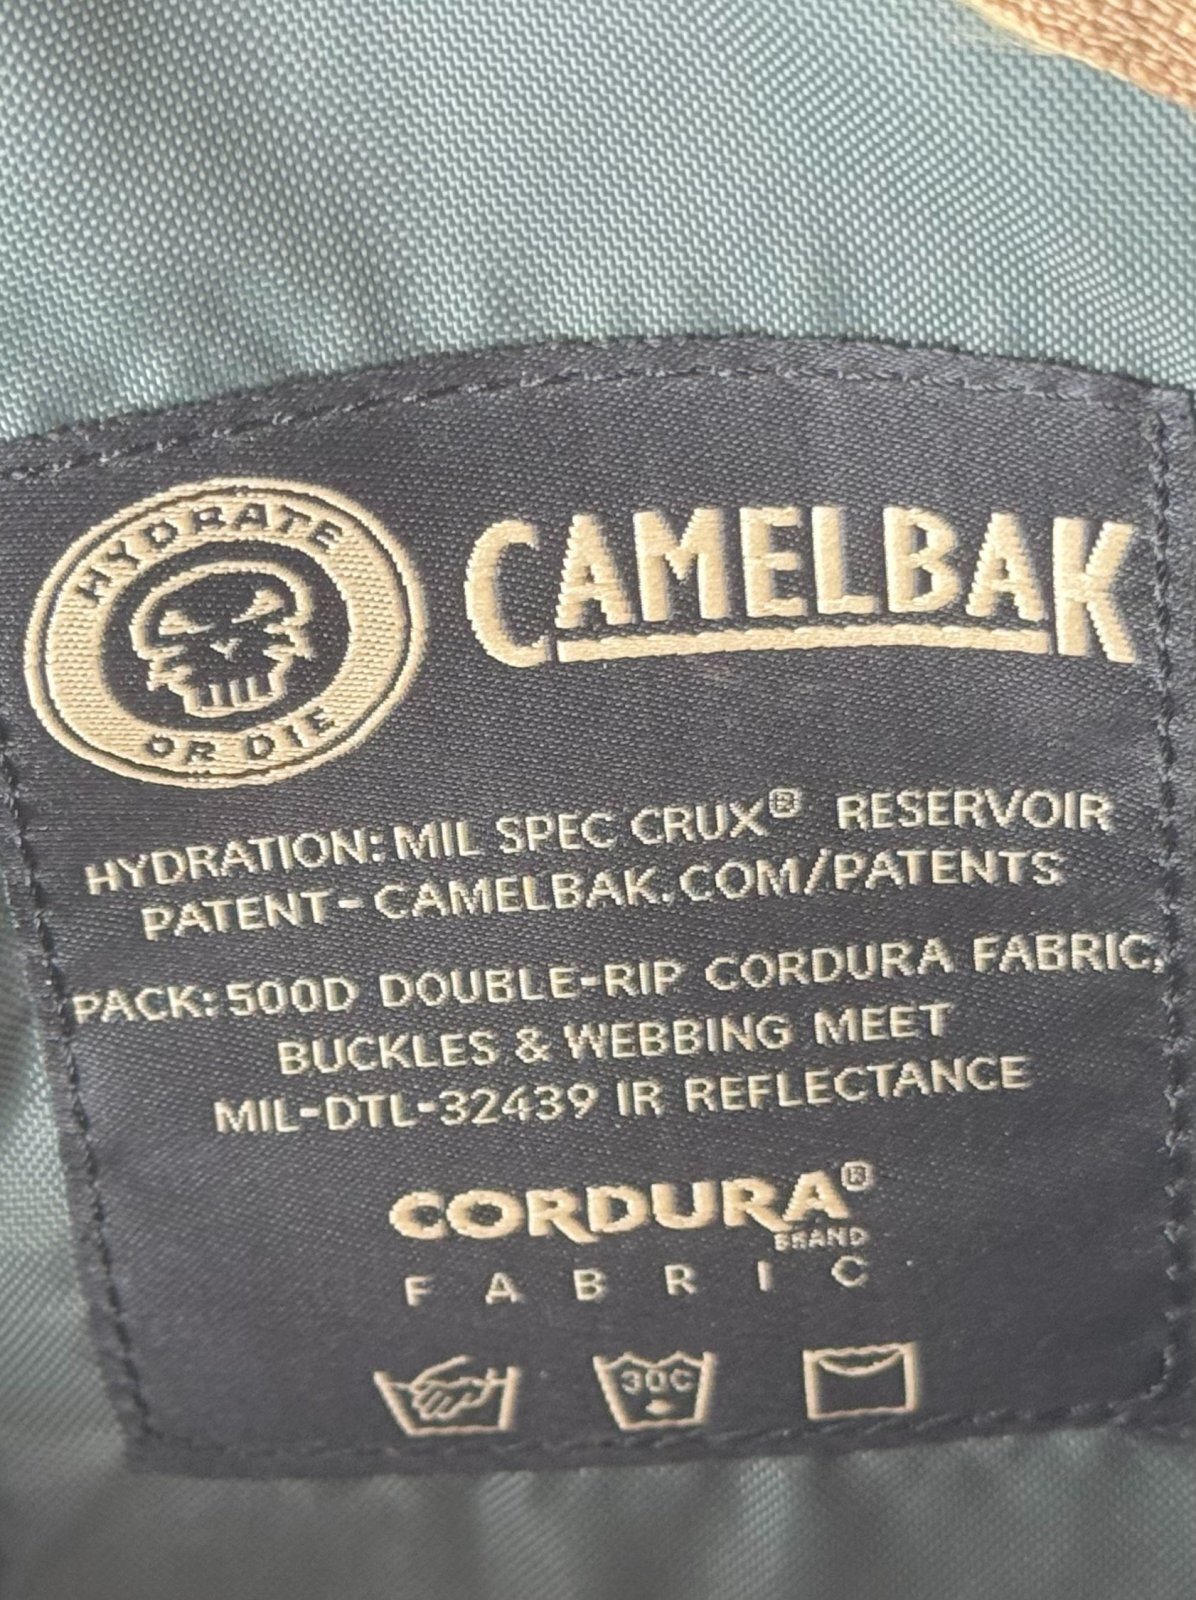 HYDRATE
OR DIE
CAMELBAK
HYDRATION: MIL SPEC CRUX® RESERVOIR
PATENT - CAMELBAK.COM/PATENTS
PACK: 500D DOUBLE-RIP CORDURA FABRIC,
BUCKLES & WEBBING MEET
MIL-DTL-32439 IR REFLECTANCE
CORDURA®
BRAND
FABRIC
30C